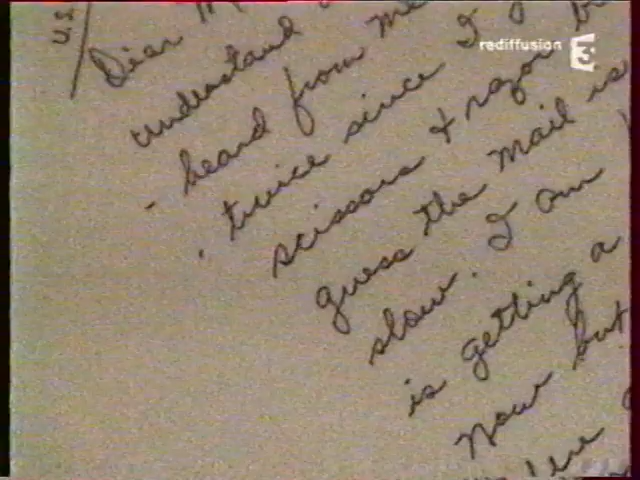 U.S.
rediffusion 3
Dear
understand
heard from me
twice since I g
scissors & razor b
guess the mail is
slow. I am
is getting a
now but